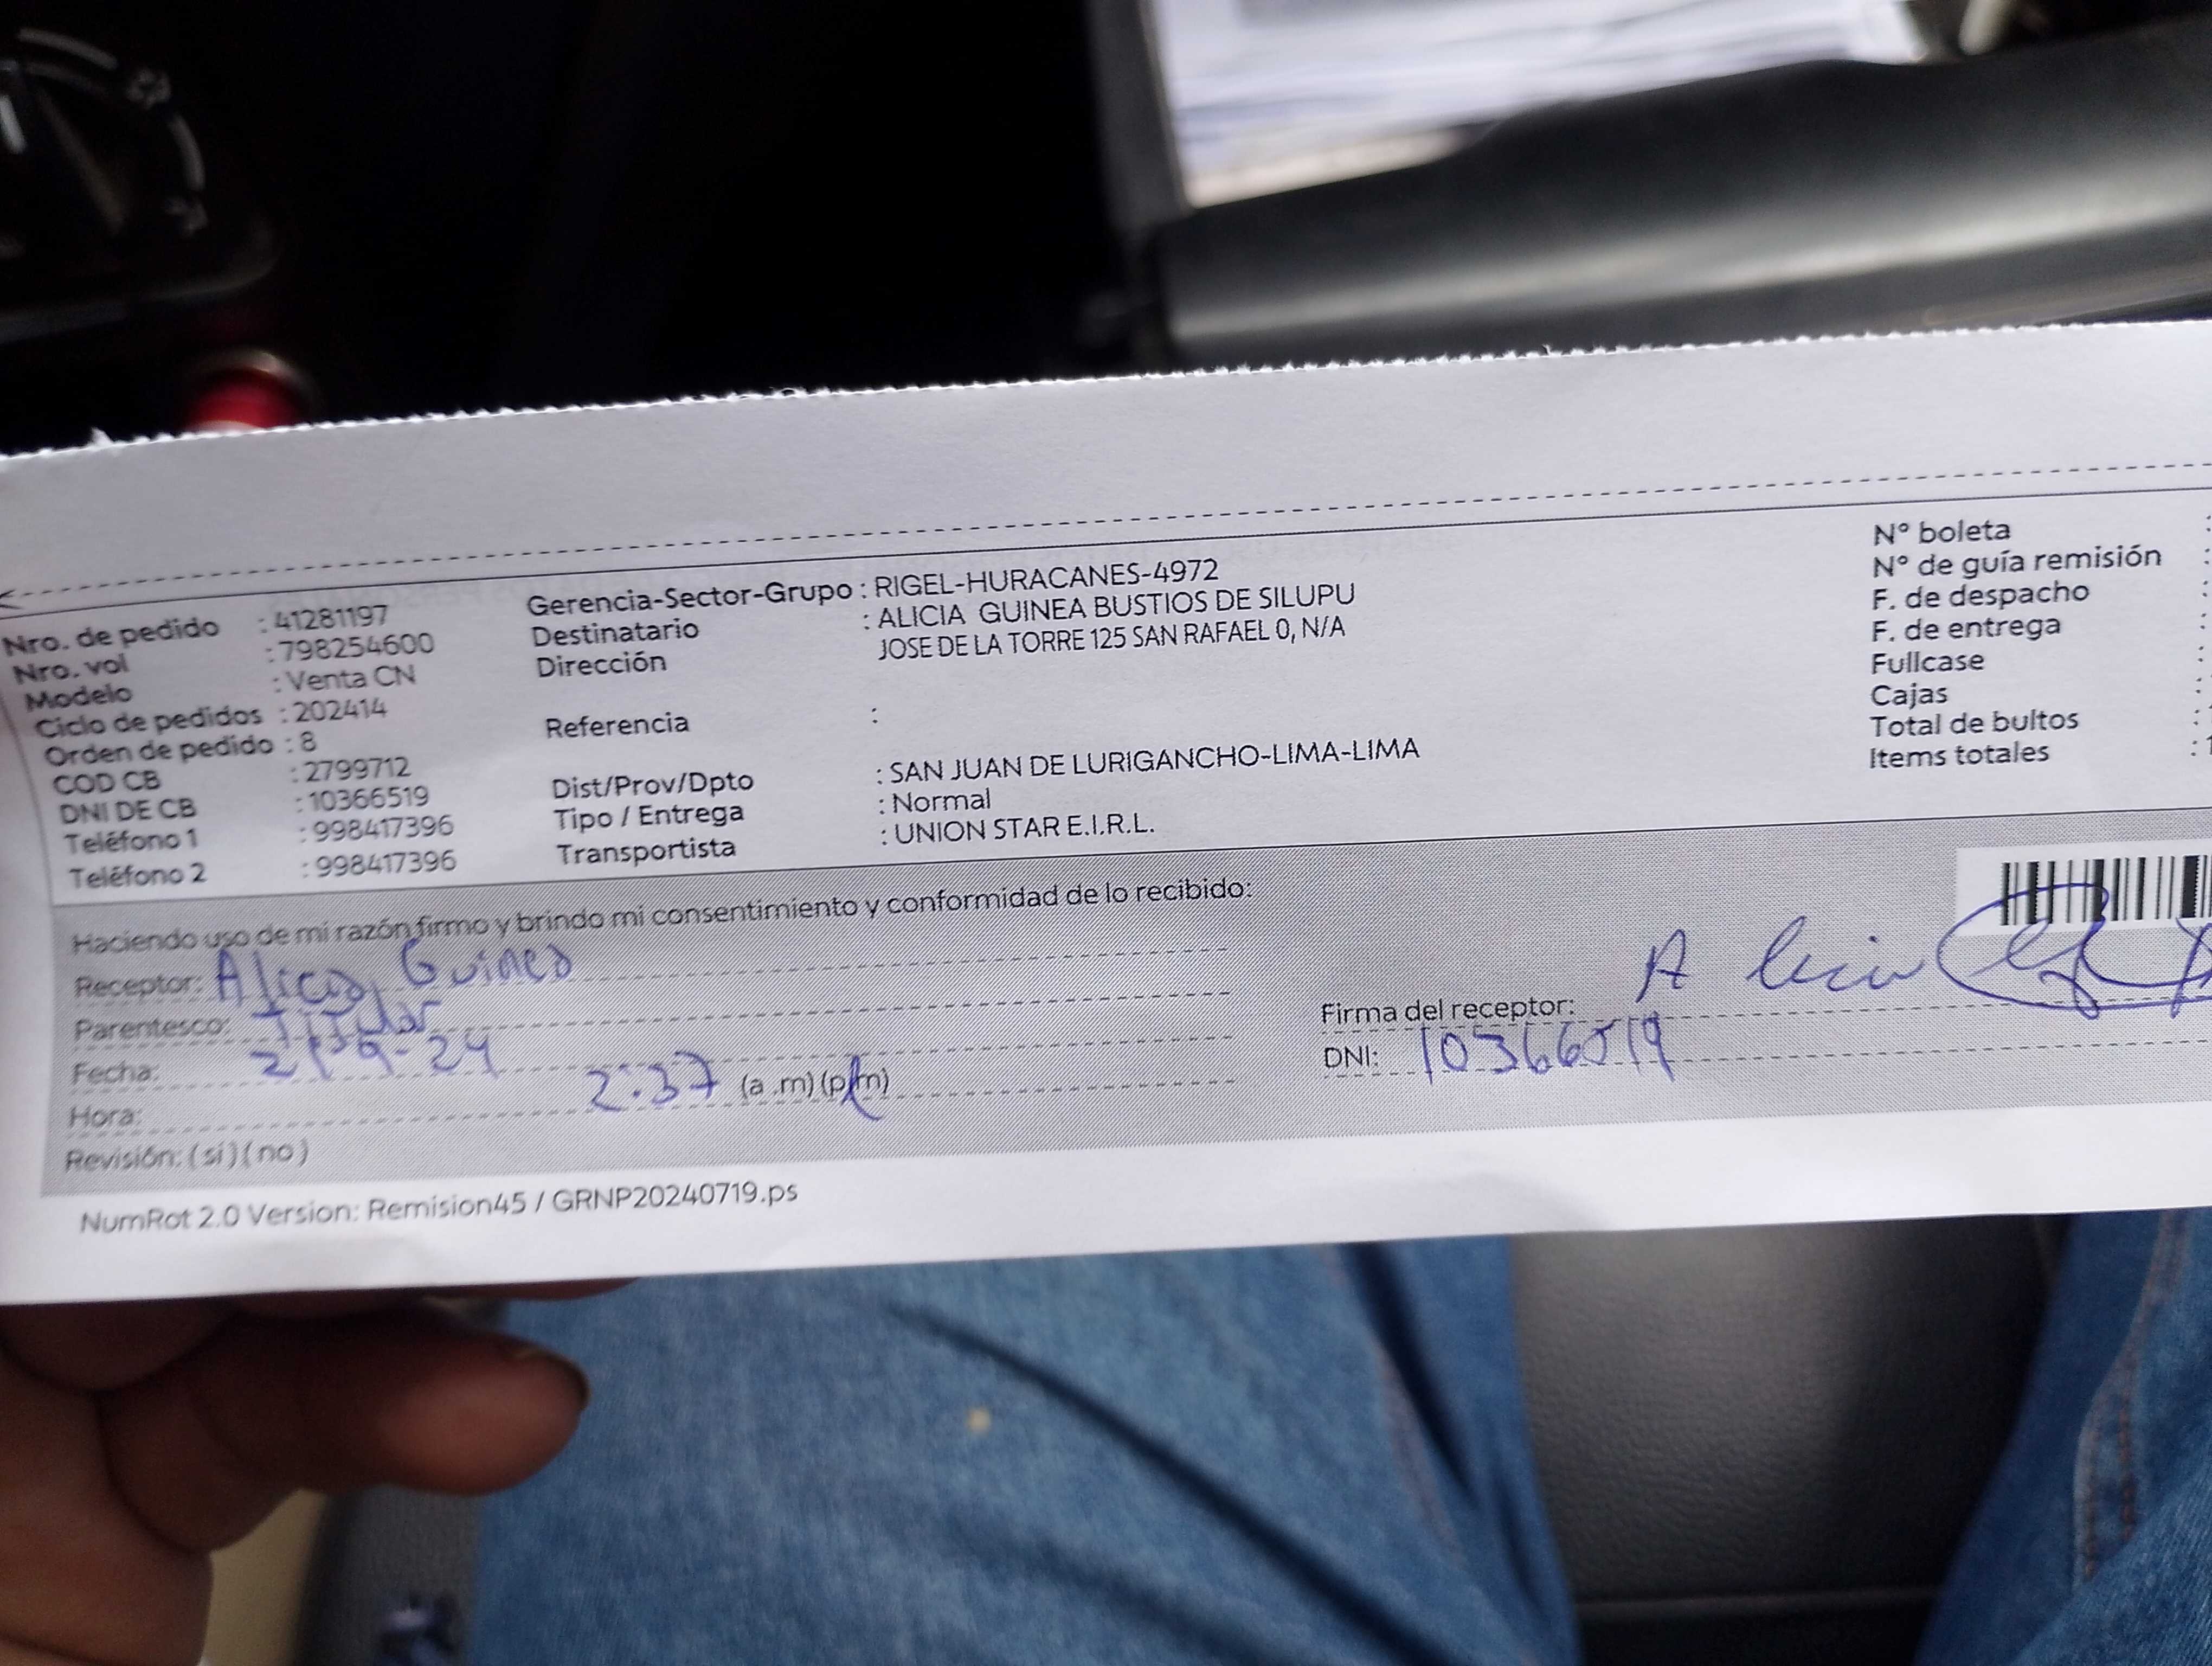 Nro. de pedido : 41281197
Nro. vol : 798254600
Modelo : Venta CN
Ciclo de pedidos : 202414
Orden de pedido : 8
COD CB : 2799712
DNI DE CB : 10366519
Teléfono 1 : 998417396
Teléfono 2 : 998417396
Gerencia-Sector-Grupo : RIGEL-HURACANES-4972
Destinatario : ALICIA GUINEA BUSTIOS DE SILUPU
Dirección JOSE DE LA TORRE 125 SAN RAFAEL 0, N/A
Referencia :
Dist/Prov/Dpto : SAN JUAN DE LURIGANCHO-LIMA-LIMA
Tipo / Entrega : Normal
Transportista : UNION STAR E.I.R.L.
N° boleta :
N° de guía remisión :
F. de despacho :
F. de entrega :
Fullcase :
Cajas :
Total de bultos :
Items totales : 1
Haciendo uso de mi razón firmo y brindo mi consentimiento y conformidad de lo recibido:
Receptor: Alicia Guinea
Parentesco: Titular
Fecha: 21-9-24
Hora: 2:37 (a .m) (p.m)
Revisión: (si) (no)
Firma del receptor: Alicia
DNI: 10366519
NumRot 2.0 Version: Remision45 / GRNP20240719.ps